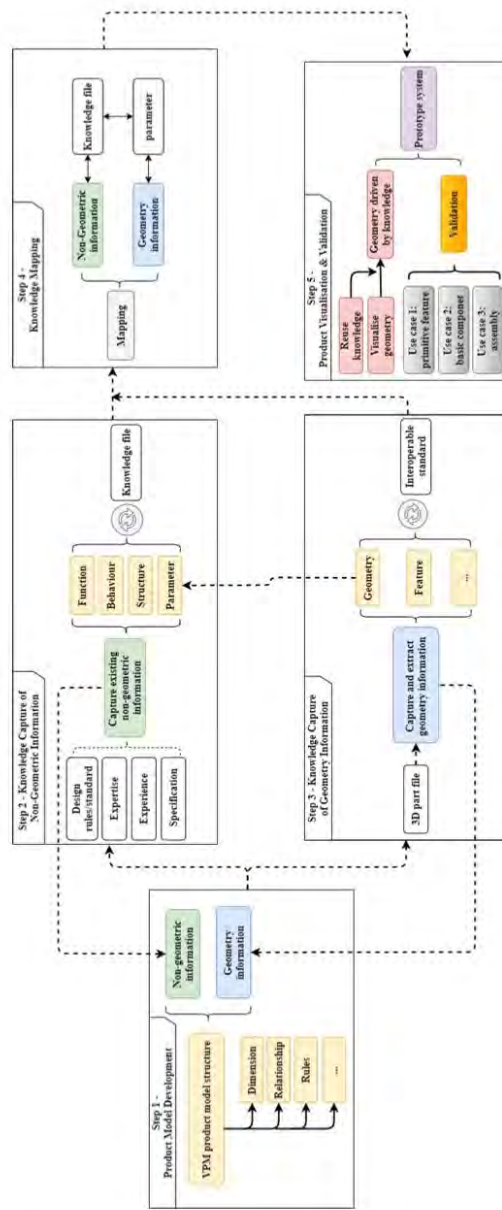 Step 1 -
Product Model Development
VPM product model structure
Dimension
Relationship
Rules
...
Non-geometric
information
Geometry
information
Step 2 - Knowledge Capture of
Non-Geometric Information
Design
rules/standard
Expertise
Experience
Specification
Capture existing
non-geometric
information
Function
Behaviour
Structure
Parameter
Knowledge file
Step 3 - Knowledge Capture
of Geometry Information
3D part file
Capture and extract
geometry information
Geometry
Feature
...
Interoperable
standard
Step 4 -
Knowledge Mapping
Mapping
Non-Geometric
information
Geometry
information
Knowledge file
parameter
Step 5 -
Product Visualisation & Validation
Reuse
knowledge
Visualise
geometry
Geometry driven
by knowledge
Use case 1:
primitive feature
Use case 2:
basic componet
Use case 3:
assembly
Validation
Prototype system